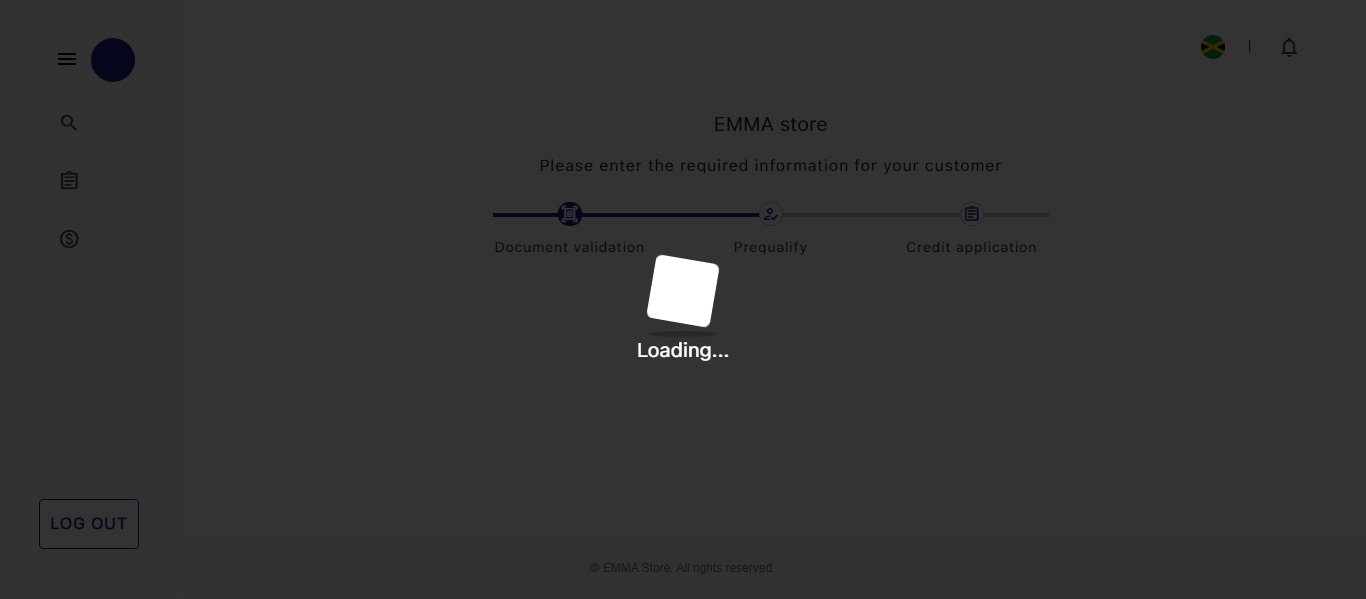 EMMA store
Please enter the required information for your customer
Document validation
Prequalify
Credit application
Loading...
LOG OUT
© EMMA Store. All rights reserved.